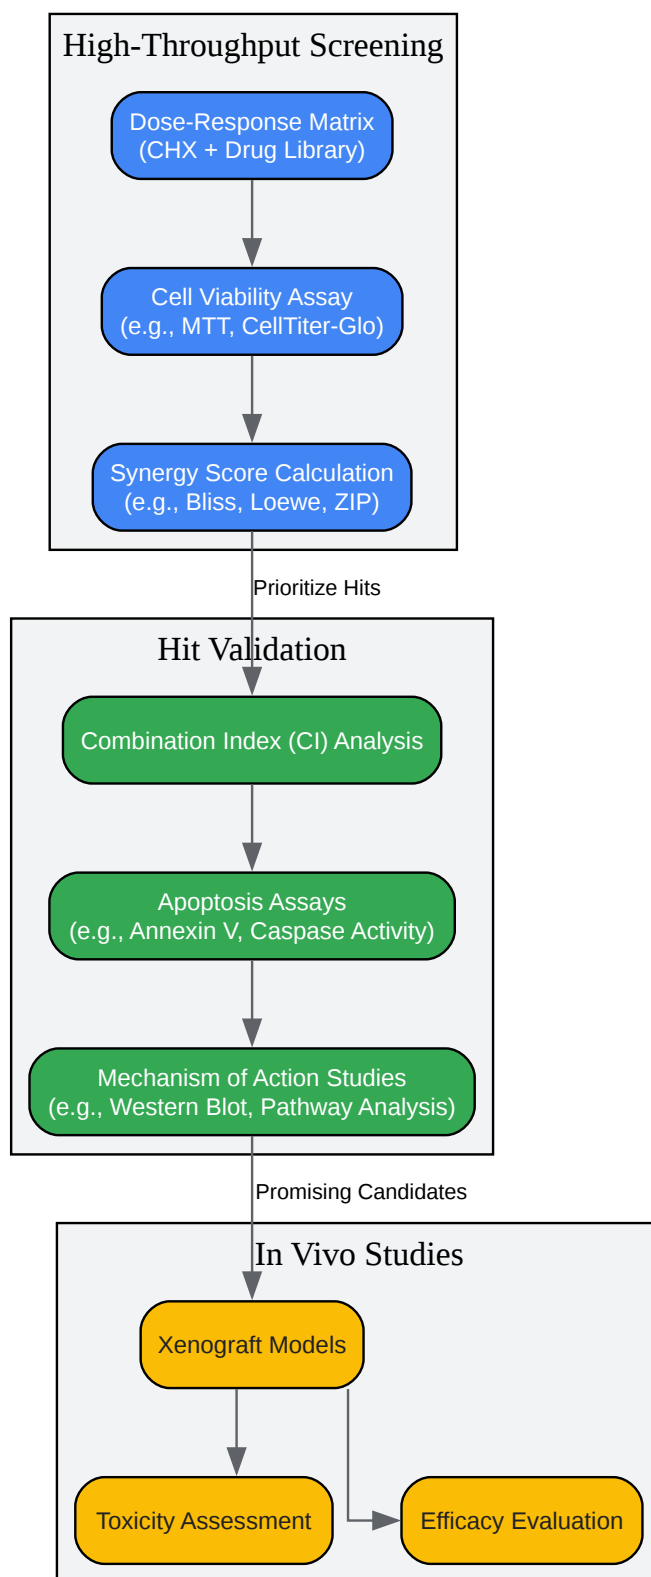 High-Throughput Screening
Dose-Response Matrix
(CHX + Drug Library)
Cell Viability Assay
(e.g., MTT, CellTiter-Glo)
Synergy Score Calculation
(e.g., Bliss, Loewe, ZIP)
Prioritize Hits
Hit Validation
Combination Index (CI) Analysis
Apoptosis Assays
(e.g., Annexin V, Caspase Activity)
Mechanism of Action Studies
(e.g., Western Blot, Pathway Analysis)
Promising Candidates
In Vivo Studies
Xenograft Models
Toxicity Assessment
Efficacy Evaluation